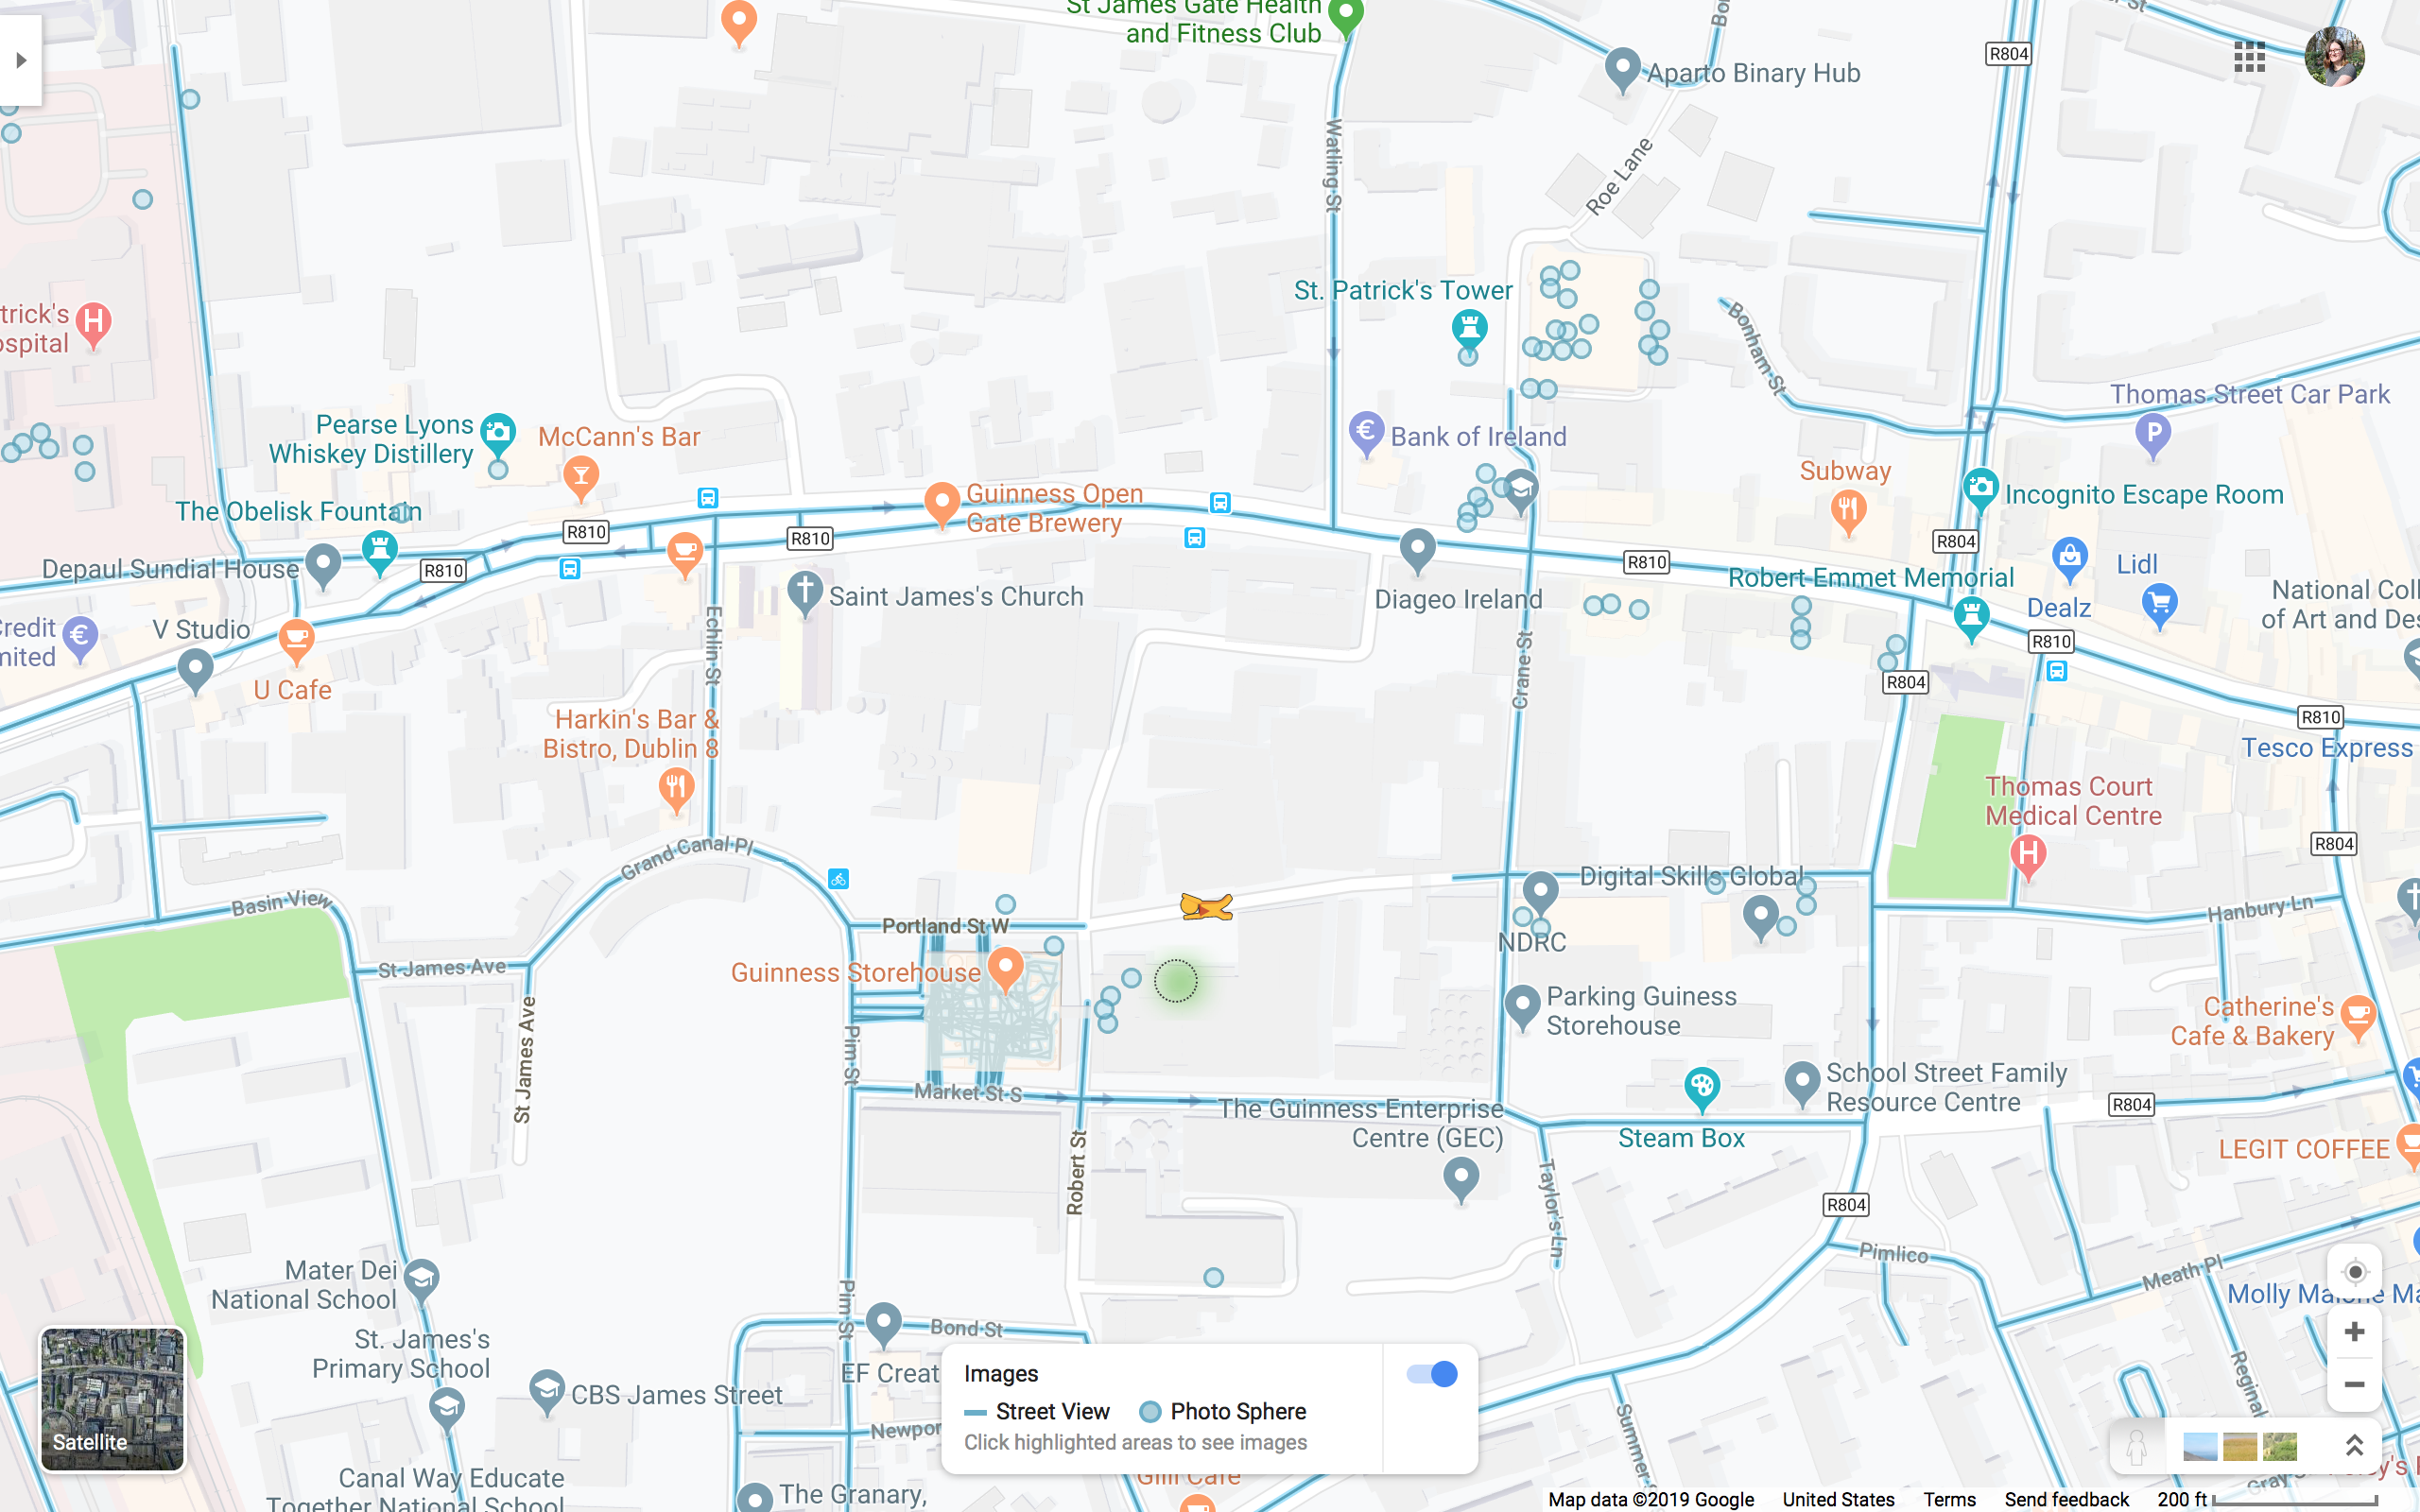 St James Gate Health
and Fitness Club
Aparto Binary Hub
R804
Watling St
Roe Lane
St. Patrick's Tower
Bonham St
trick's
ospital
Thomas Street Car Park
P
Pearse Lyons
Whiskey Distillery
McCann's Bar
Bank of Ireland
Subway
Guinness Open
Gate Brewery
Incognito Escape Room
The Obelisk Fountain
R810
R810
R810
R810
R804
Depaul Sundial House
Lidl
Robert Emmet Memorial
Dealz
National Coll
of Art and Des
Saint James's Church
Diageo Ireland
Echlin St
Crane St
Credit
mited
V Studio
R810
U Cafe
R804
R810
Harkin's Bar &
Bistro, Dublin 8
Tesco Express
Thomas Court
Medical Centre
H
R804
Grand Canal Pl
Digital Skills Global
Basin View
Hanbury Ln
Portland St W
NDRC
St James Ave
Guinness Storehouse
Parking Guiness
Storehouse
Catherine's
Cafe & Bakery
St James Ave
Pim St
Market St S
School Street Family
Resource Centre
R804
The Guinness Enterprise
Centre (GEC)
Steam Box
LEGIT COFFEE
Robert St
Taylor's Ln
R804
Pimlico
Meath Pl
Mater Dei
National School
Molly Malone Ma
Pim St
Bond St
St. James's
Primary School
EF Creat
CBS James Street
Images
Street View
Photo Sphere
Click highlighted areas to see images
Newpor
Summer
Reginal
Satellite
Canal Way Educate
Together National School
The Granary,
Gray
Map data ©2019 Google
United States
Terms
Send feedback
200 ft